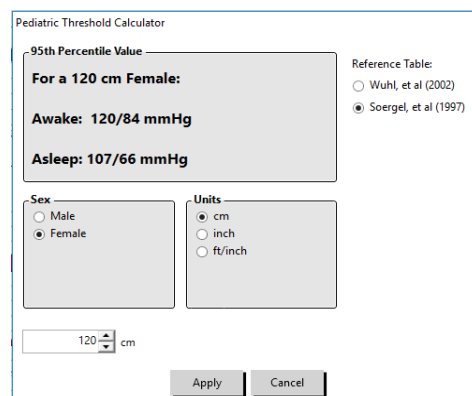 Pediatric Threshold Calculator
95th Percentile Value
For a 120 cm Female:
Awake: 120/84 mmHg
Asleep: 107/66 mmHg
Reference Table:
Wuhl, et al (2002)
Soergel, et al (1997)
Sex
Male
Female
Units
cm
inch
ft/inch
120 cm
Apply Cancel